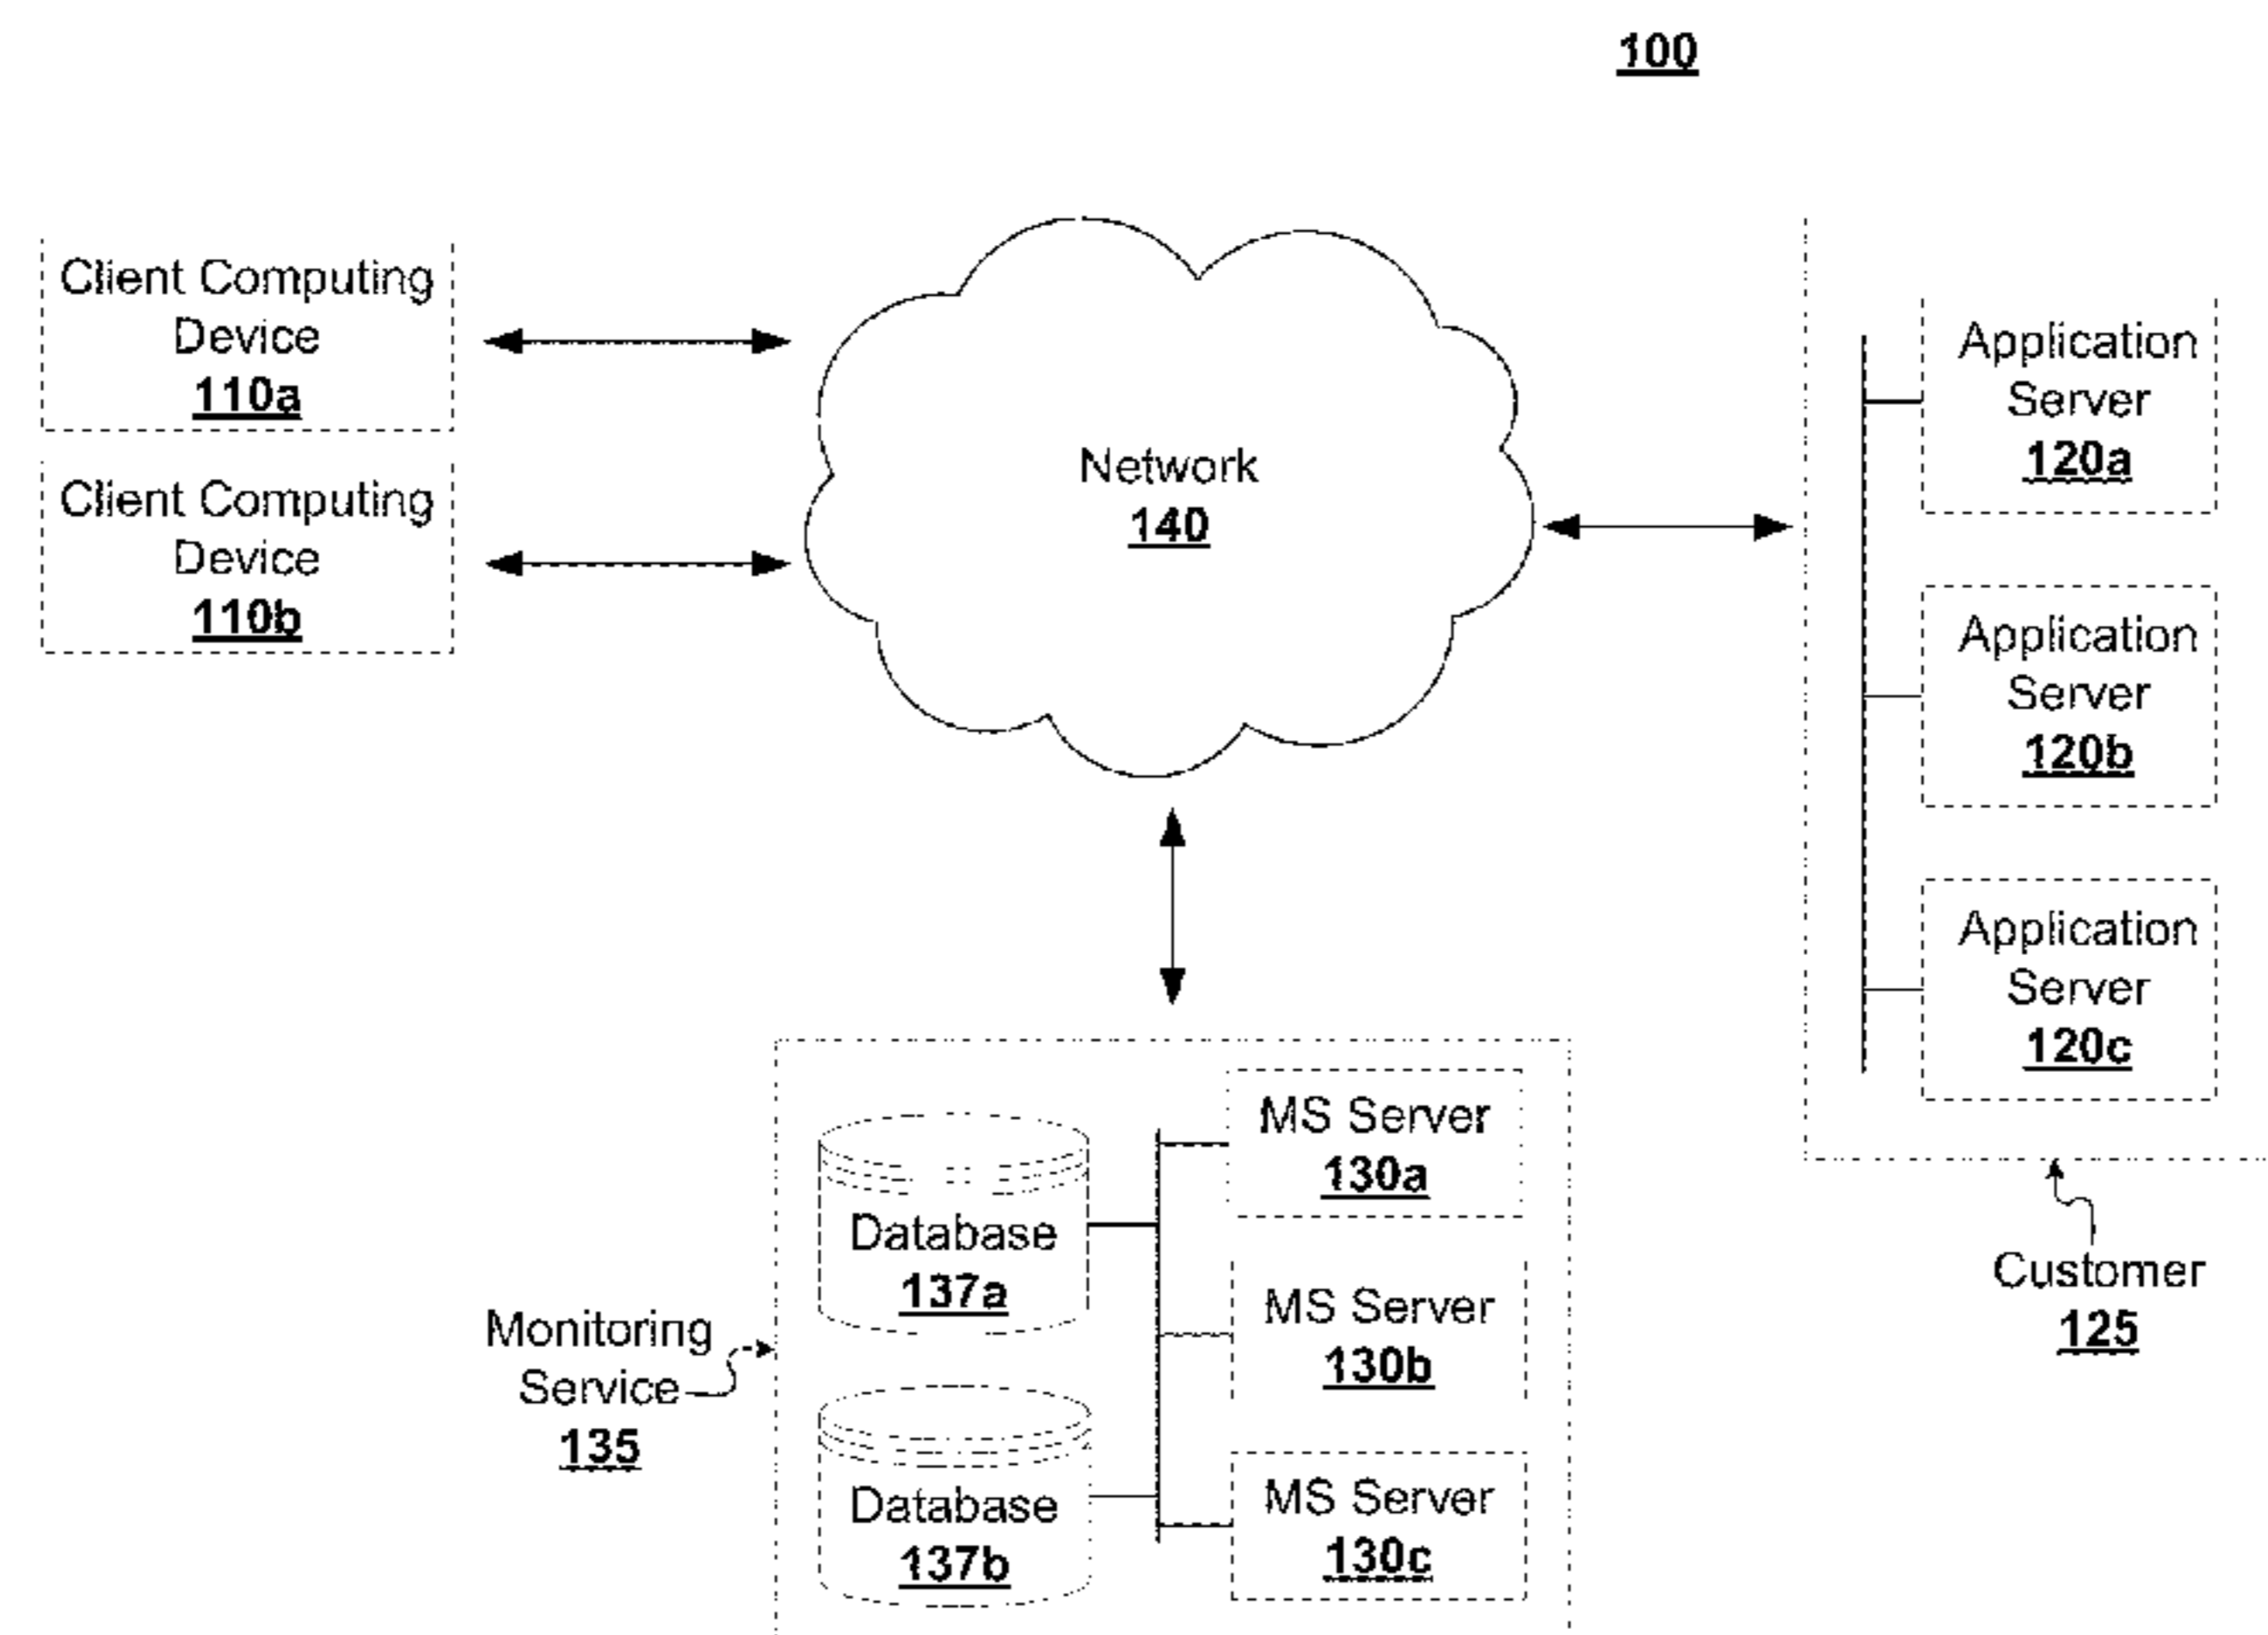 100
Client Computing
Device
110a
Client Computing
Device
110b
Network
140
Application
Server
120a
Application
Server
120b
Application
Server
120c
Customer
125
Monitoring
Service
135
Database
137a
Database
137b
MS Server
130a
MS Server
130b
MS Server
130c